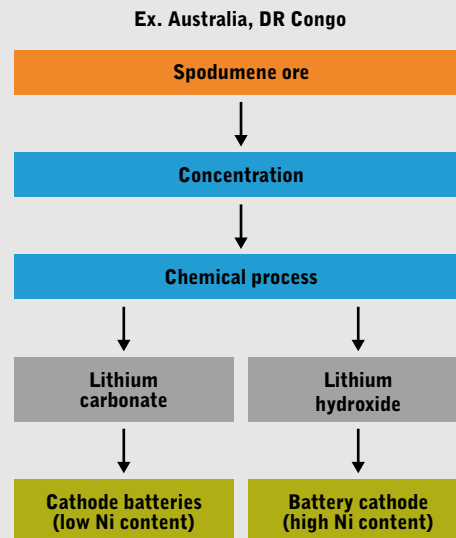 Ex. Australia, DR Congo
Spodumene ore
Concentration
Chemical process
Lithium
carbonate
Lithium
hydroxide
Cathode batteries
(low Ni content)
Battery cathode
(high Ni content)